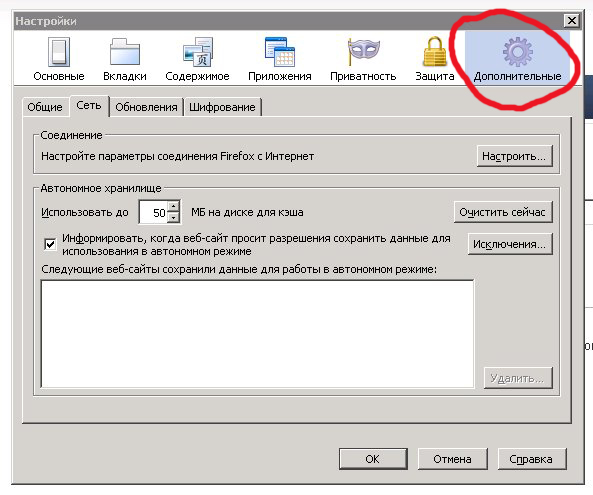 Настройки
Основные Вкладки Содержимое Приложения Приватность Защита Дополнительные
Общие Сеть Обновления Шифрование
Соединение
Настройте параметры соединения Firefox с Интернет Настроить...
Автономное хранилище
Использовать до 50 МБ на диске для кэша Очистить сейчас
Информировать, когда веб-сайт просит разрешения сохранить данные для
использования в автономном режиме
Исключения...
Следующие веб-сайты сохранили данные для работы в автономном режиме:
Удалить...
OK Отмена Справка